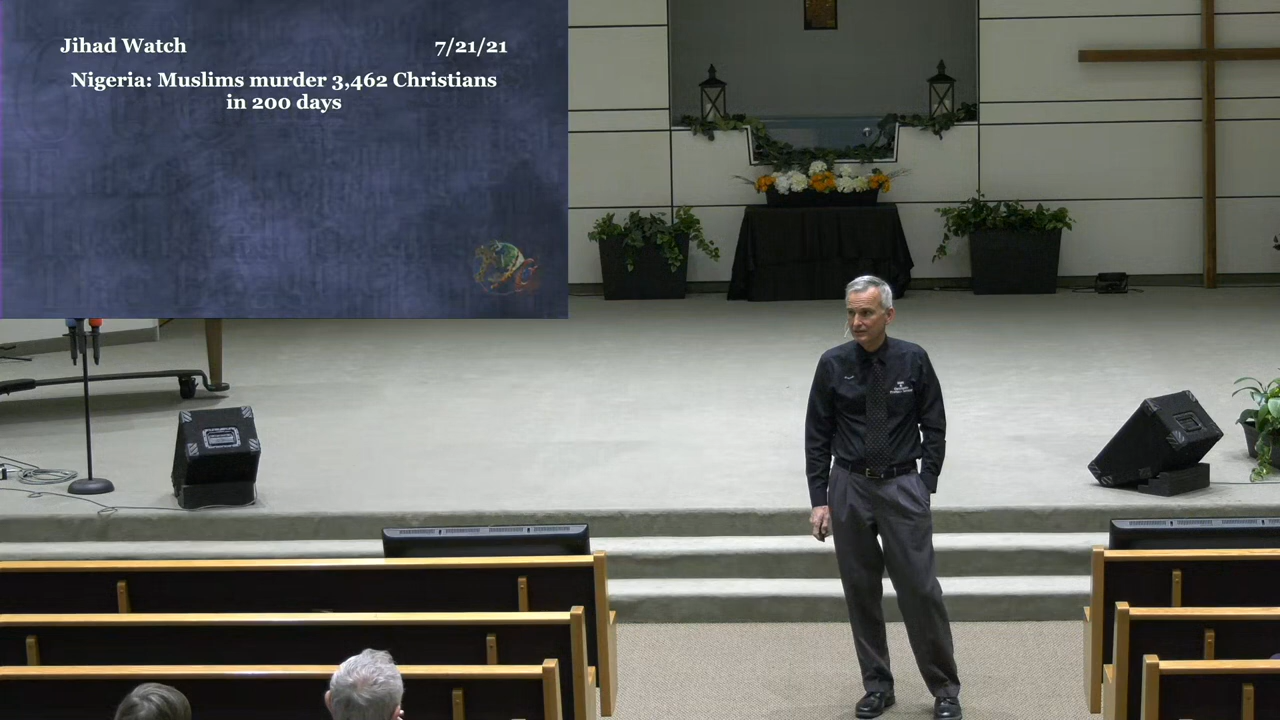 Jihad Watch 7/21/21
Nigeria: Muslims murder 3,462 Christians
in 200 days